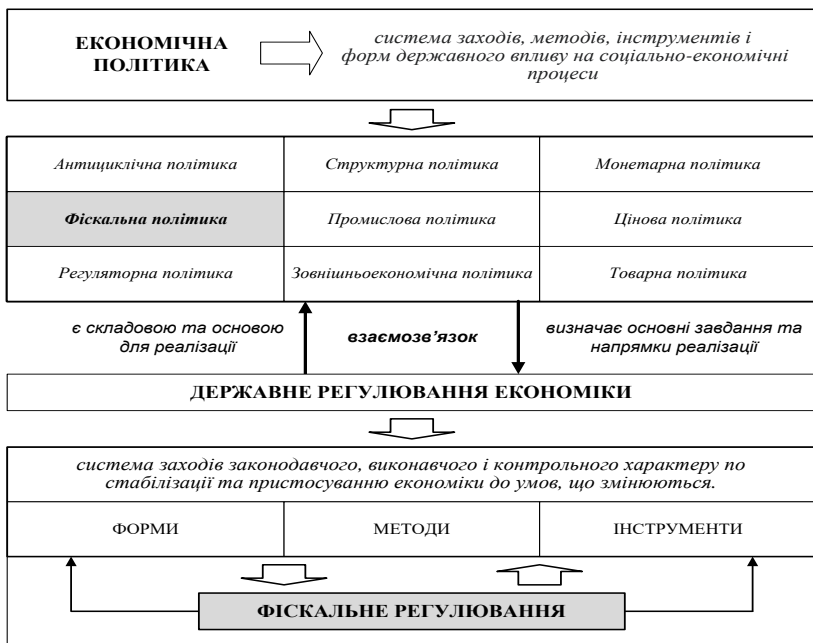 ЕКОНОМІЧНА
ПОЛІТИКА
система заходів, методів, інструментів і
форм державного впливу на соціально-економічні
процеси
Антициклічна політика
Структурна політика
Монетарна політика
Фіскальна політика
Промислова політика
Цінова політика
Регуляторна політика
Зовнішньоекономічна політика
Товарна політика
є складовою та основою
для реалізації
взаємозв’язок
визначає основні завдання та
напрямки реалізації
ДЕРЖАВНЕ РЕГУЛЮВАННЯ ЕКОНОМІКИ
система заходів законодавчого, виконавчого і контрольного характеру по
стабілізації та пристосуванню економіки до умов, що змінюються.
ФОРМИ
МЕТОДИ
ІНСТРУМЕНТИ
ФІСКАЛЬНЕ РЕГУЛЮВАННЯ